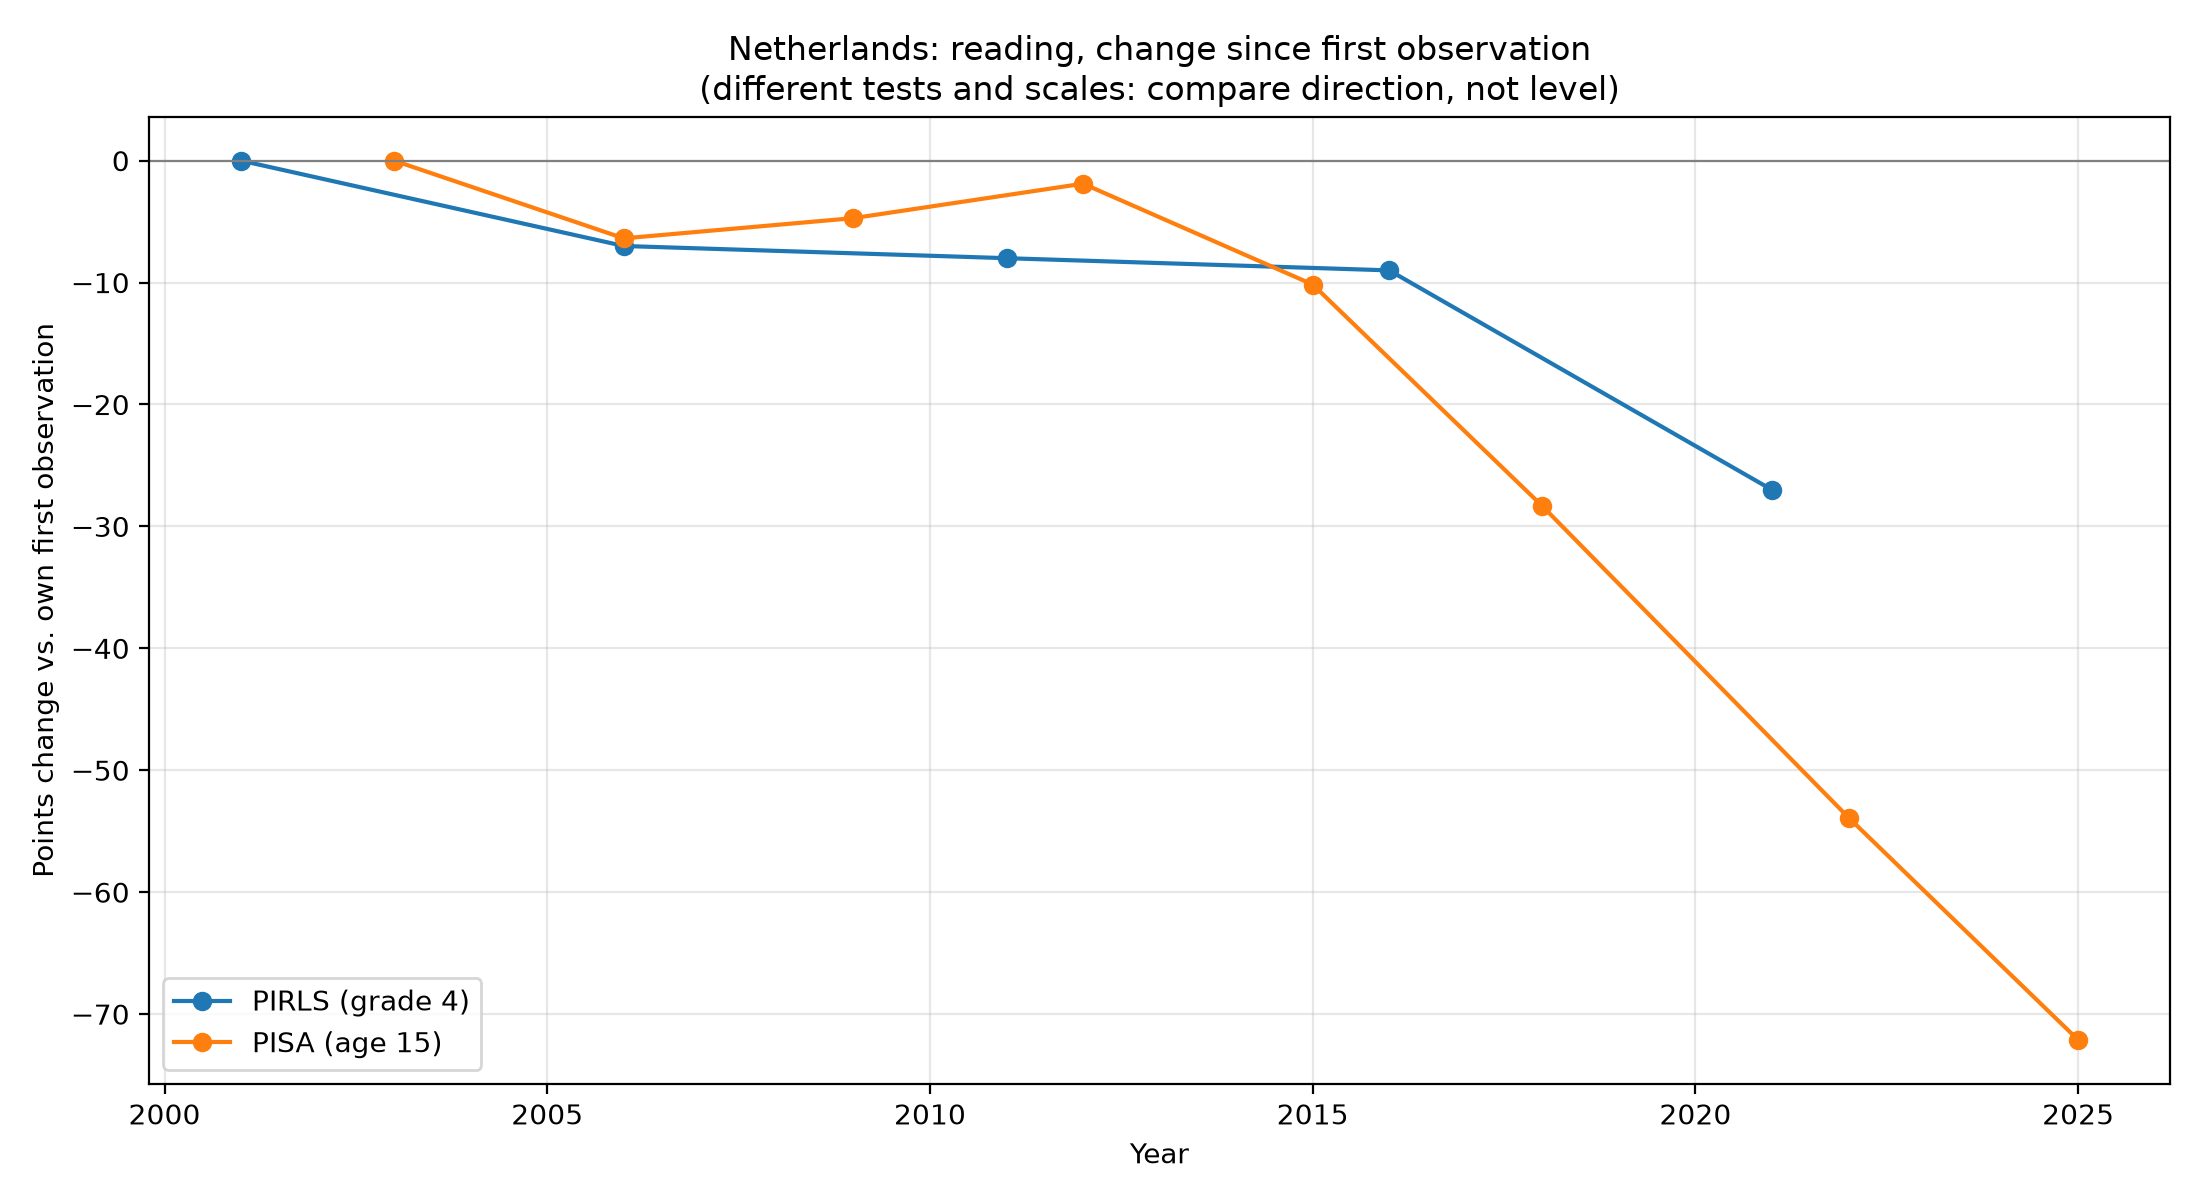 Netherlands: reading, change since first observation
(different tests and scales: compare direction, not level)
Points change vs. own first observation
0
−10
−20
−30
−40
−50
−60
−70
PIRLS (grade 4)
PISA (age 15)
2000
2005
2010
2015
2020
2025
Year